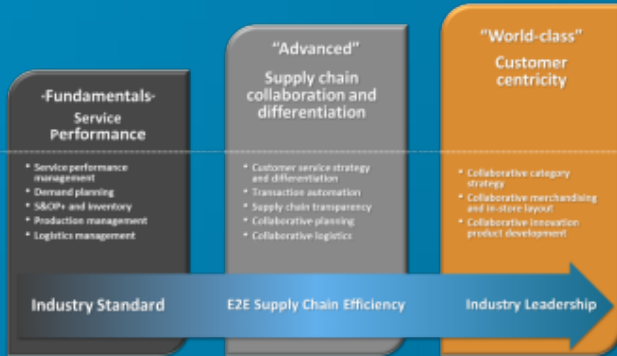 -Fundamentals-
Service
Performance
• Service performance
management
• Demand planning
• S&OP+ and Inventory
• Production management
• Logistics management
Industry Standard
"Advanced"
Supply chain
collaboration and
differentiation
• Customer service strategy
and differentiation
• Transaction automation
• Supply chain transparency
• Collaborative planning
• Collaborative logistics
E2E Supply Chain Efficiency
"World-class"
Customer
centricity
• Collaborative category
strategy
• Collaborative merchandising
and in-store layout
• Collaborative innovation
product development
Industry Leadership